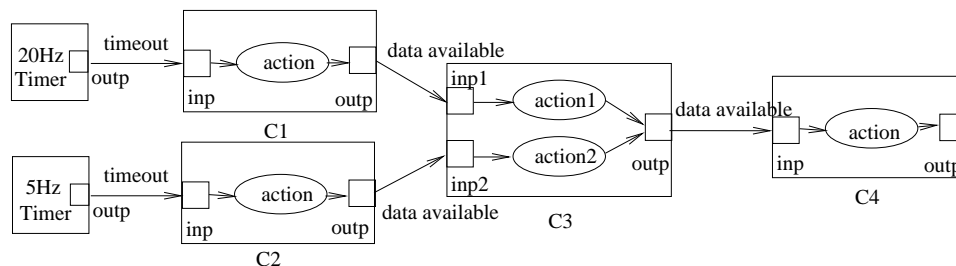 20Hz
Timer
outp
timeout
inp
action
outp
C1
data available
5Hz
Timer
outp
timeout
inp
action
outp
C2
data available
inp1
action1
inp2
action2
outp
C3
data available
inp
action
outp
C4